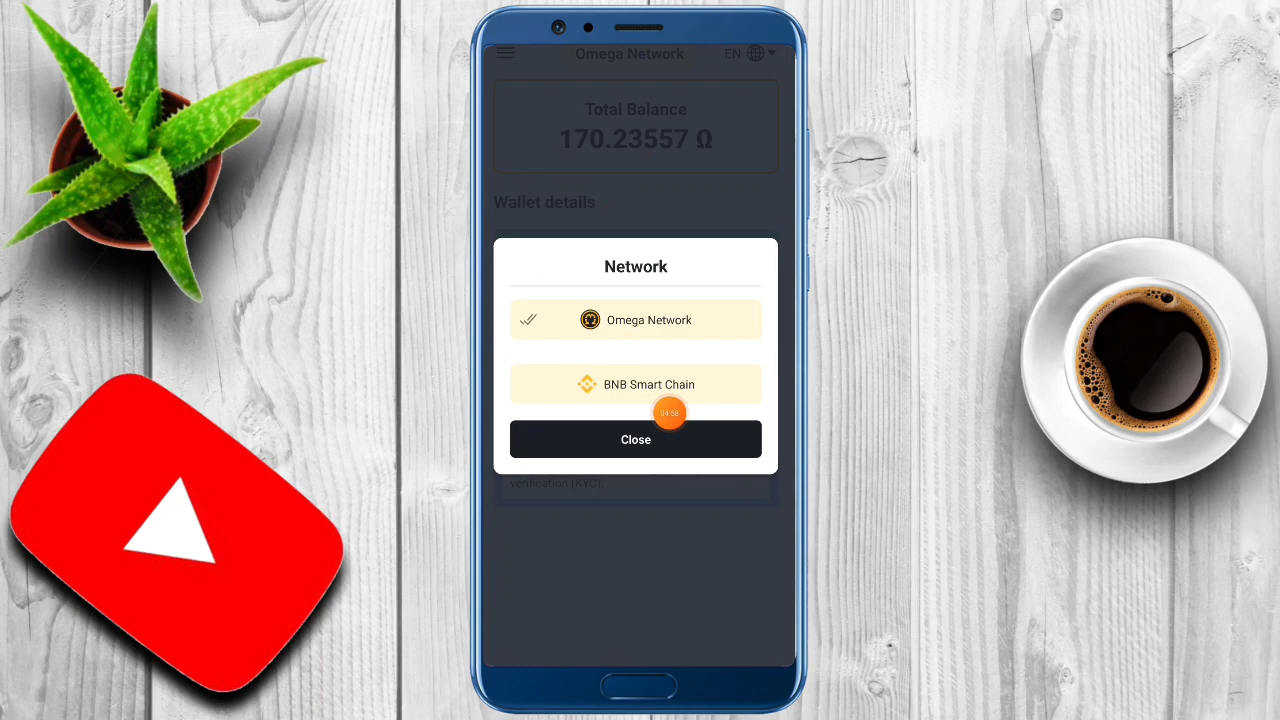 Omega Network
EN
Total Balance
170.23557 Ω
Wallet details
Network
Omega Network
BNB Smart Chain
04:58
Close
verification [KYC].